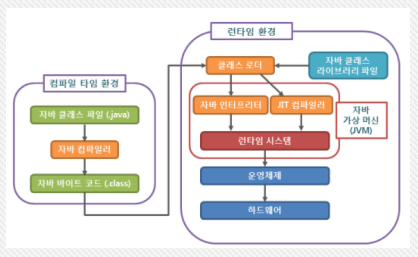 컴파일 타임 환경
자바 클래스 파일 (.java)
자바 컴파일러
자바 바이트 코드 (.class)
런타임 환경
클래스 로더
자바 클래스
라이브러리 파일
자바 인터프리터
JIT 컴파일러
런타임 시스템
자바
가상 머신
(JVM)
운영체제
하드웨어